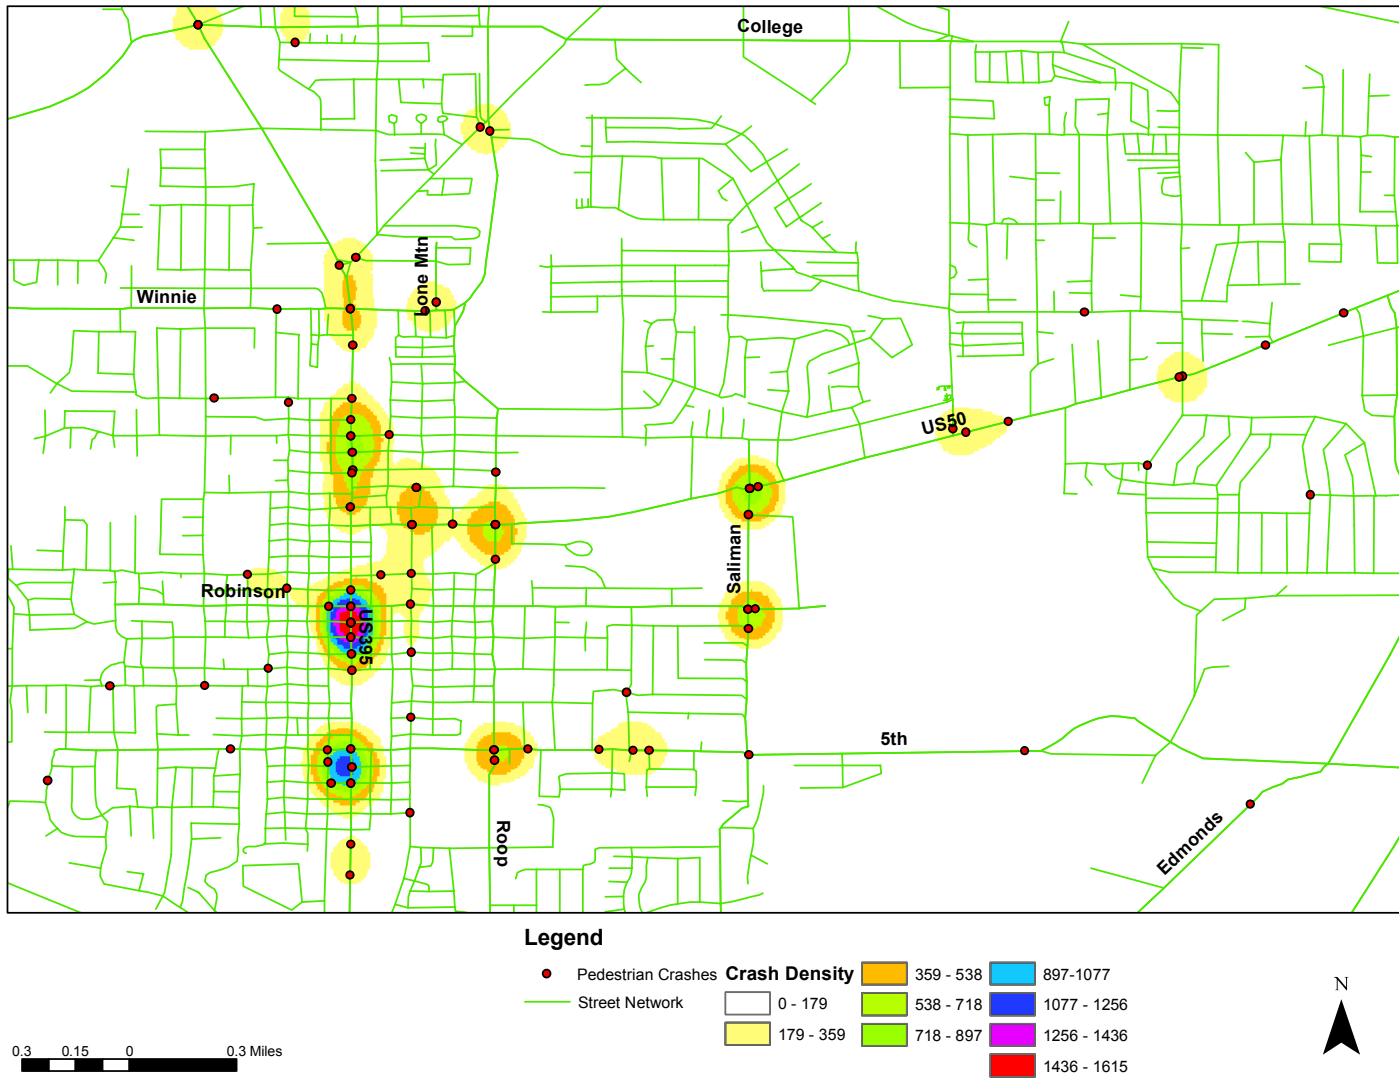 College
Lone Mtn
Winnie
US50
Saliman
Robinson
US395
5th
Roop
Edmonds
Legend
Pedestrian Crashes
Street Network
Crash Density
0 - 179
179 - 359
359 - 538
538 - 718
718 - 897
897-1077
1077 - 1256
1256 - 1436
1436 - 1615
N
0.3 0.15 0 0.3 Miles